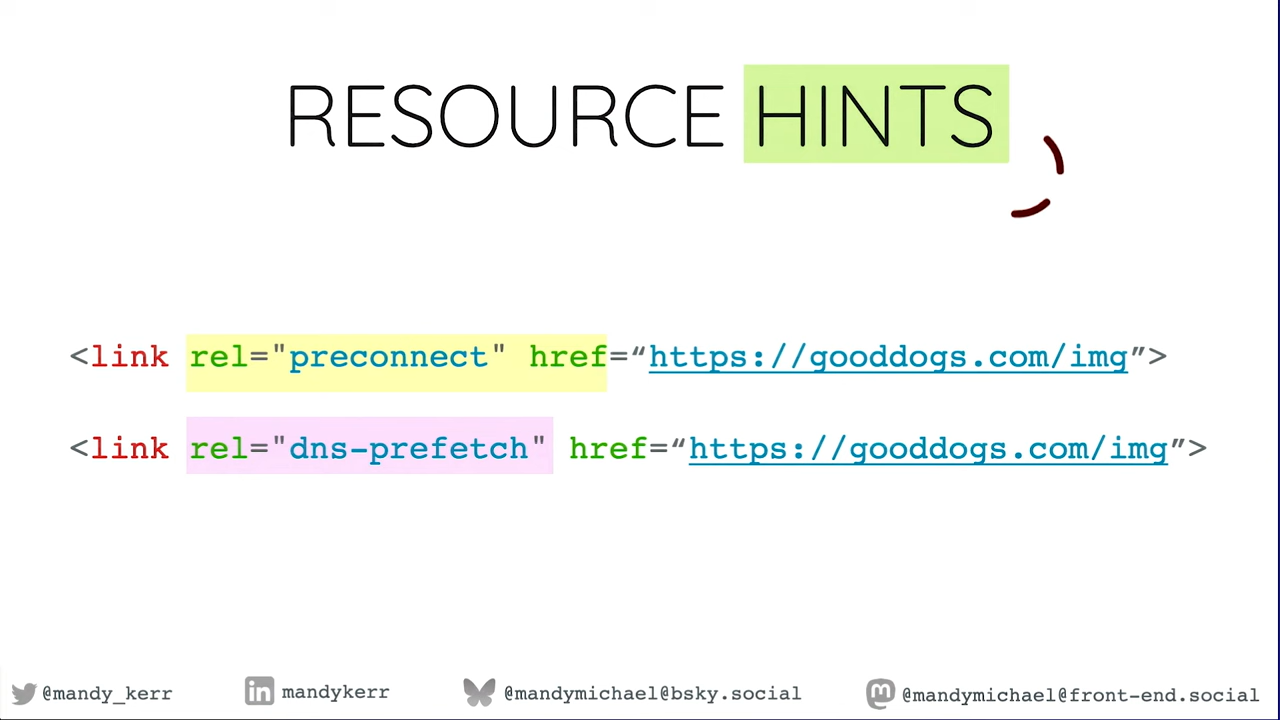 RESOURCE HINTS
<link rel="preconnect" href=“https://gooddogs.com/img”>
<link rel="dns-prefetch" href=“https://gooddogs.com/img”>
@mandy_kerr
mandykerr
@mandymichael@bsky.social
@mandymichael@front-end.social